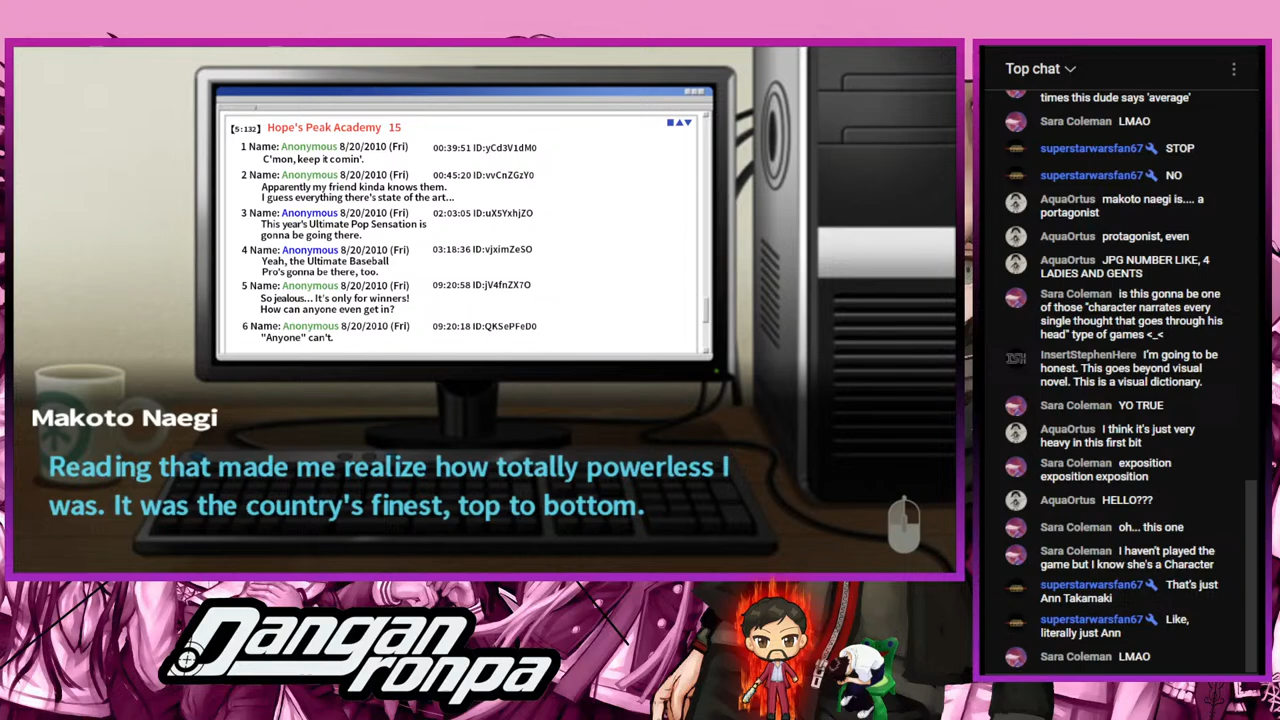 [5:132] Hope's Peak Academy 15
1 Name: Anonymous 8/20/2010 (Fri) 00:39:51 ID:yCd3V1dM0
C'mon, keep it comin'.
2 Name: Anonymous 8/20/2010 (Fri) 00:45:20 ID:vvCnZGzY0
Apparently my friend kinda knows them.
I guess everything there's state of the art...
3 Name: Anonymous 8/20/2010 (Fri) 02:03:05 ID:uX5YxhjZO
This year's Ultimate Pop Sensation is
gonna be going there.
4 Name: Anonymous 8/20/2010 (Fri) 03:18:36 ID:vjximZeSO
Yeah, the Ultimate Baseball
Pro's gonna be there, too.
5 Name: Anonymous 8/20/2010 (Fri) 09:20:58 ID:jV4fnZX7O
So jealous... It's only for winners!
How can anyone even get in?
6 Name: Anonymous 8/20/2010 (Fri) 09:20:18 ID:QKSePFeD0
"Anyone" can't.
Makoto Naegi
Reading that made me realize how totally powerless I
was. It was the country's finest, top to bottom.
Dangan
ronpa
Top chat
times this dude says 'average'
Sara Coleman LMAO
superstarwarsfan67 STOP
superstarwarsfan67 NO
AquaOrtus makoto naegi is.... a
portagonist
AquaOrtus protagonist, even
AquaOrtus JPG NUMBER LIKE, 4
LADIES AND GENTS
Sara Coleman is this gonna be one
of those "character narrates every
single thought that goes through his
head" type of games <_<
ISH
InsertStephenHere I'm going to be
honest. This goes beyond visual
novel. This is a visual dictionary.
Sara Coleman YO TRUE
AquaOrtus I think it's just very
heavy in this first bit
Sara Coleman exposition
exposition exposition
AquaOrtus HELLO???
Sara Coleman oh... this one
Sara Coleman I haven't played the
game but I know she's a Character
superstarwarsfan67 That's just
Ann Takamaki
superstarwarsfan67 Like,
literally just Ann
Sara Coleman LMAO